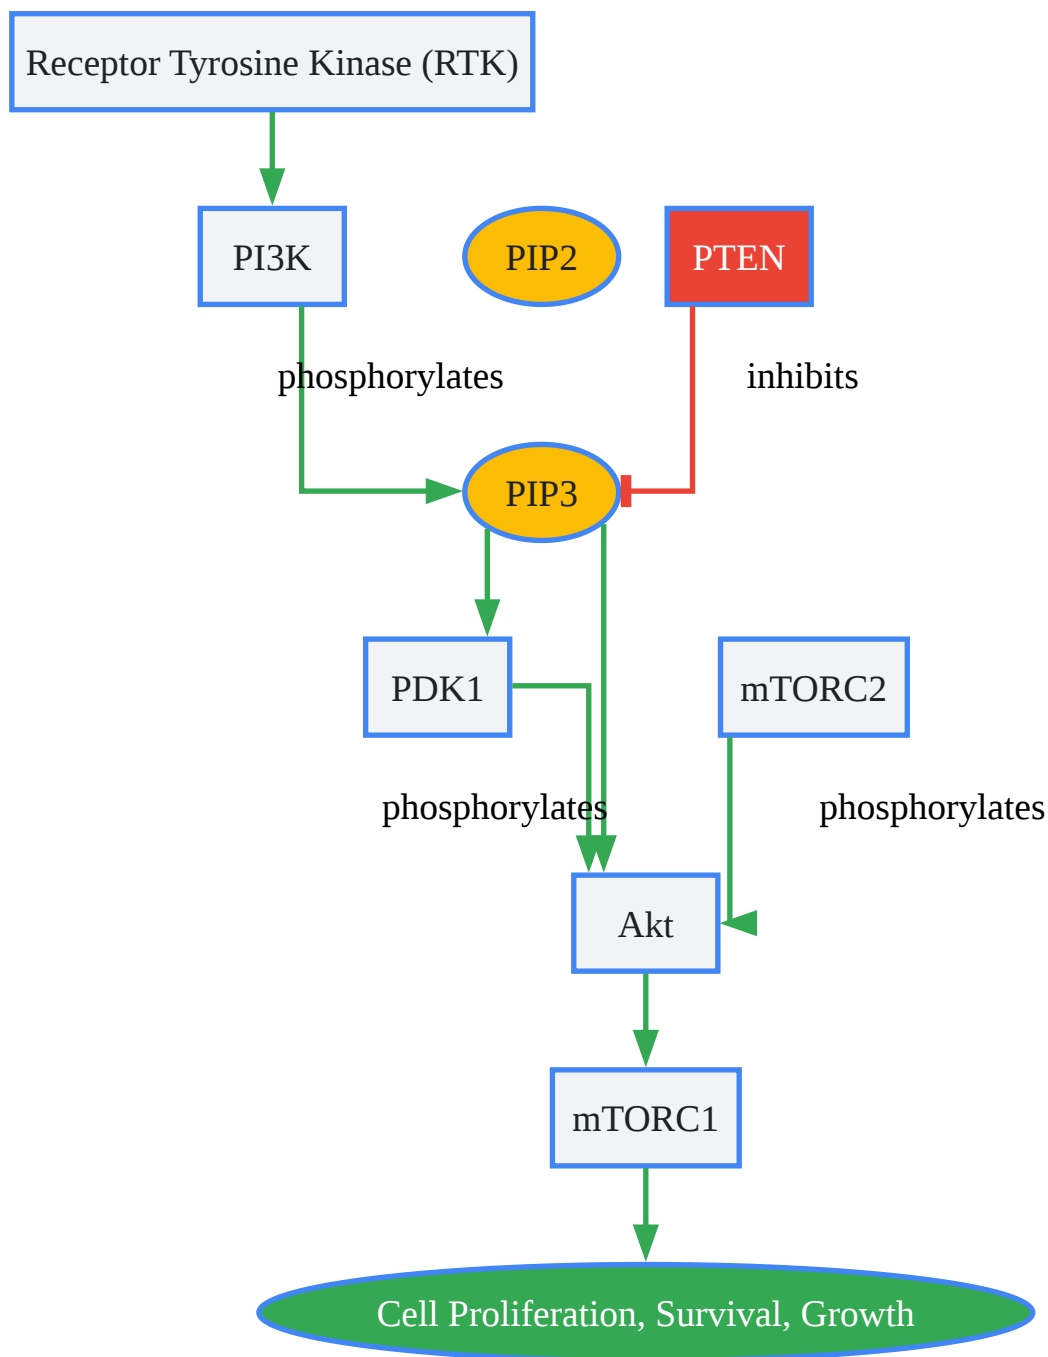 Receptor Tyrosine Kinase (RTK)
PI3K
PIP2
PTEN
phosphorylates
inhibits
PIP3
PDK1
mTORC2
phosphorylates
phosphorylates
Akt
mTORC1
Cell Proliferation, Survival, Growth